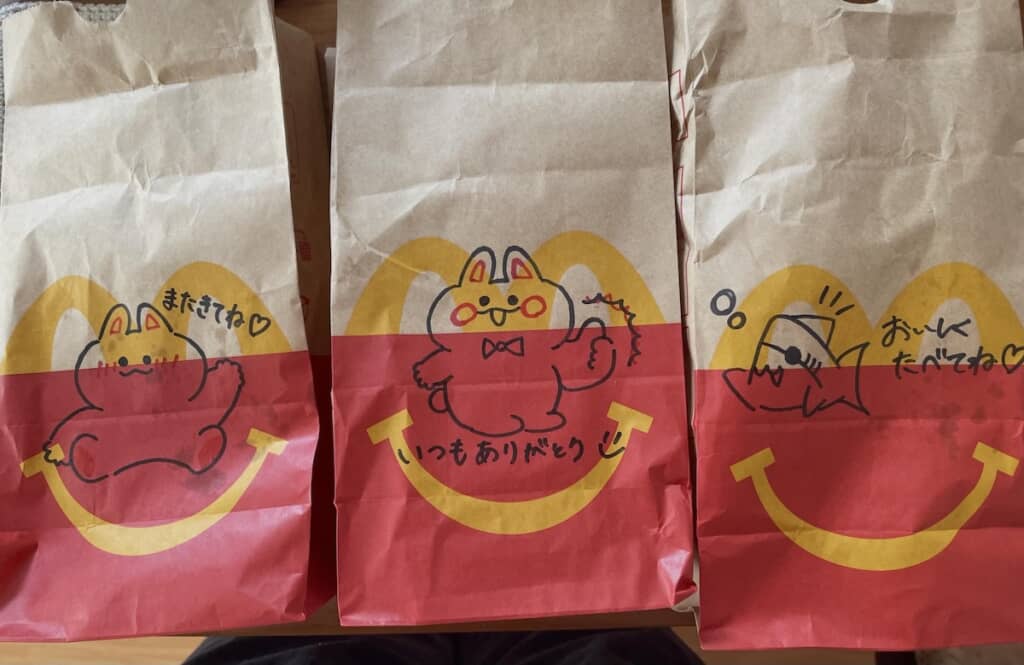 またきてね♡
いつもありがとう
おいしく
たべてね♡